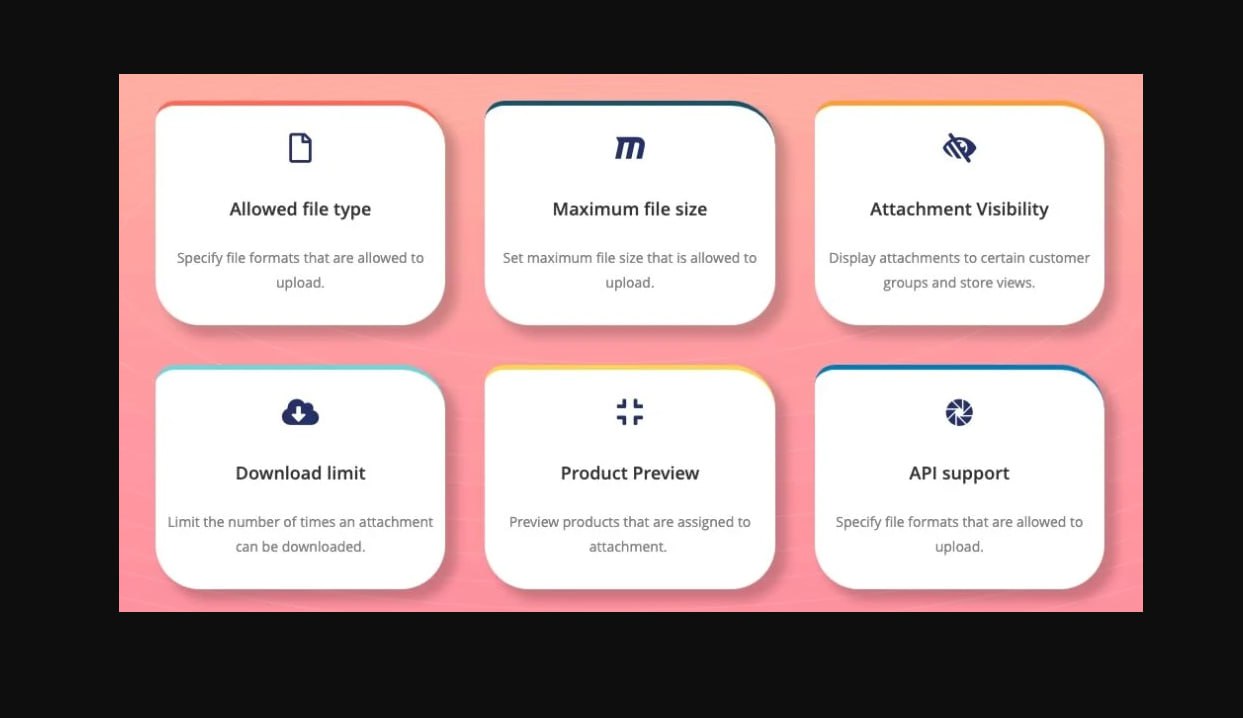 Allowed file type
Specify file formats that are allowed to
upload.
Maximum file size
Set maximum file size that is allowed to
upload.
Attachment Visibility
Display attachments to certain customer
groups and store views.
Download limit
Limit the number of times an attachment
can be downloaded.
Product Preview
Preview products that are assigned to
attachment.
API support
Specify file formats that are allowed to
upload.